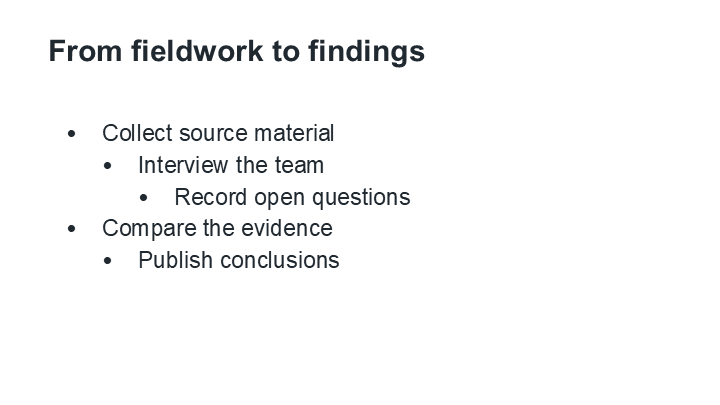 From fieldwork to findings
• Collect source material
• Interview the team
• Record open questions
• Compare the evidence
• Publish conclusions